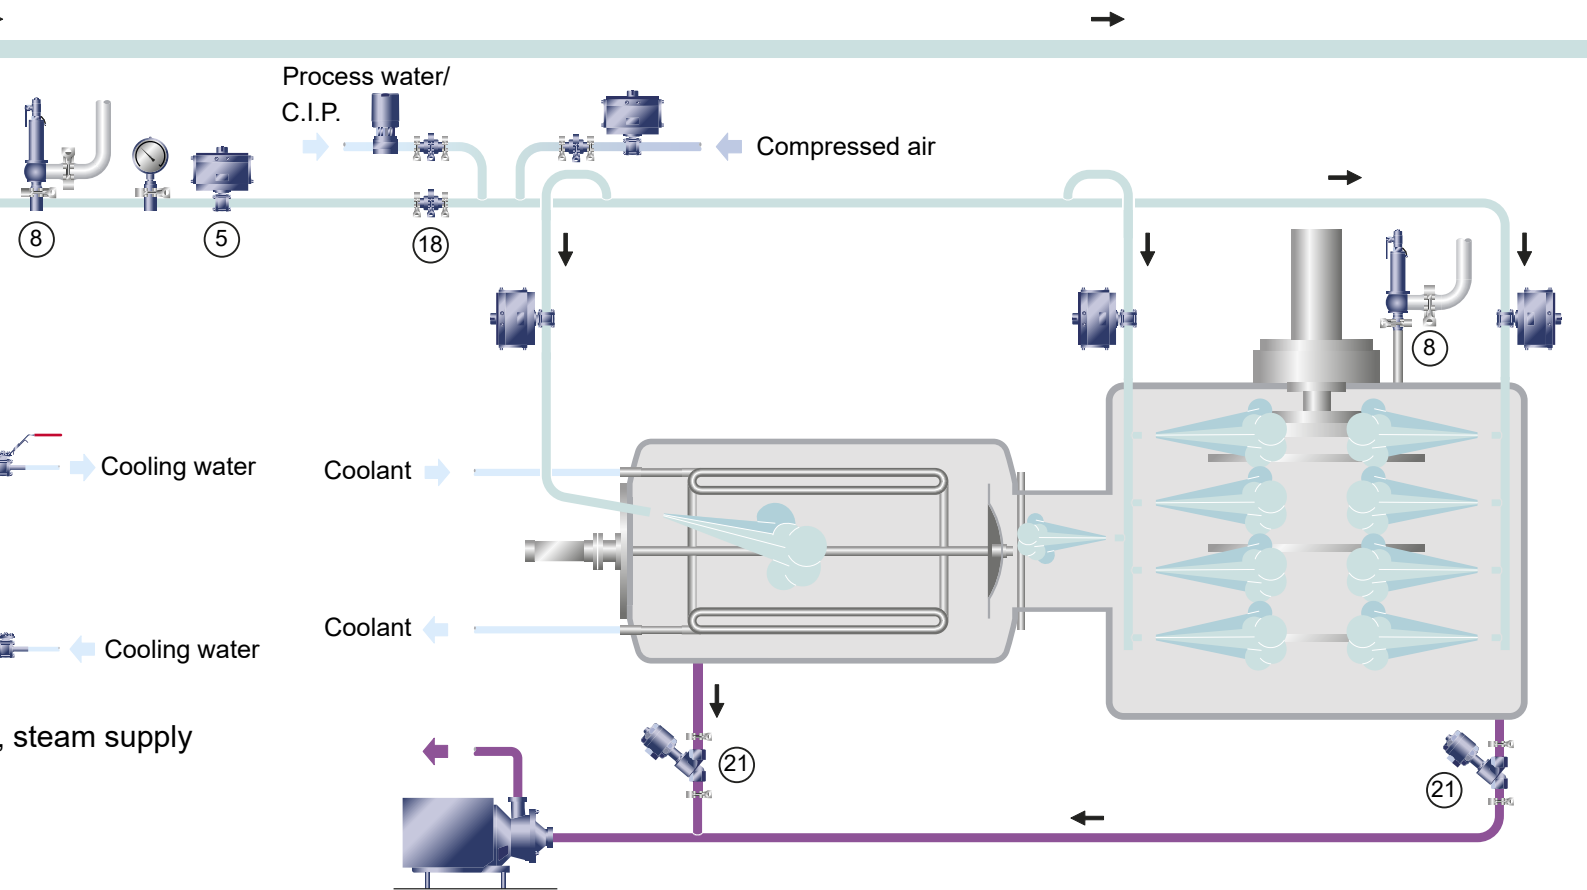 Process water/
C.I.P.
Compressed air
8
5
18
8
Cooling water
Coolant
Coolant
Cooling water
, steam supply
21
21